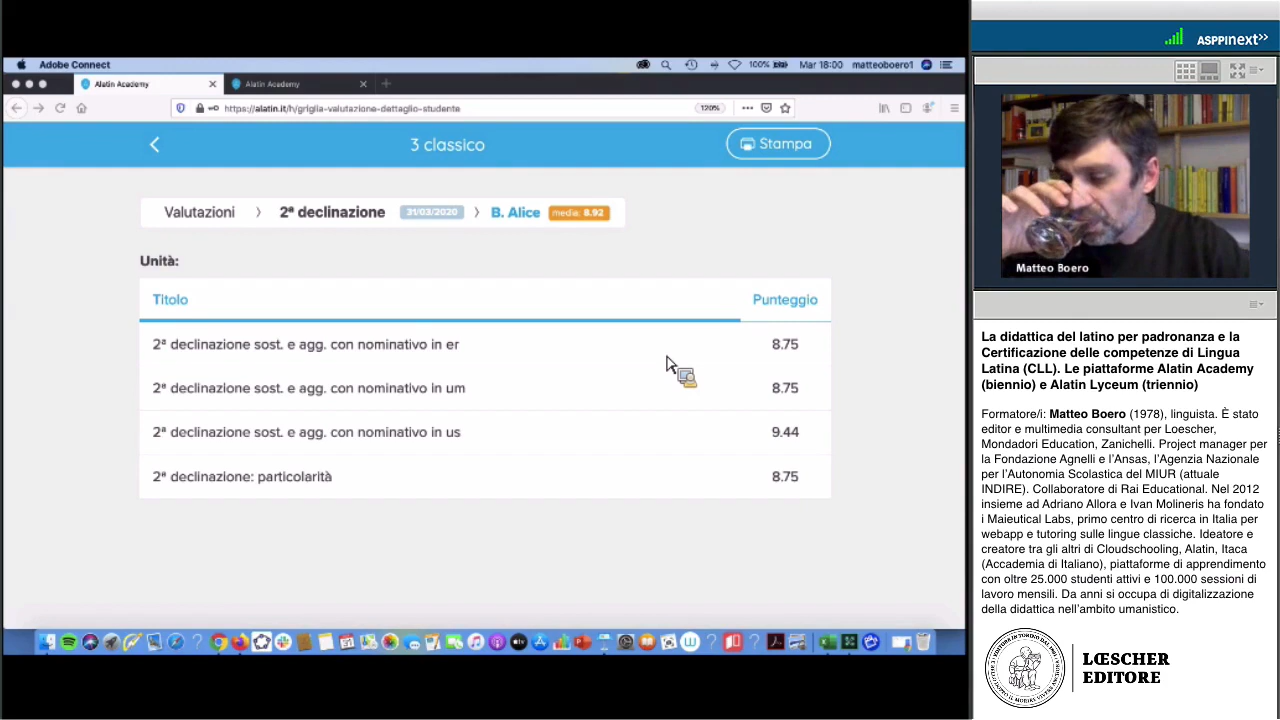 Adobe Connect
100%
Mar 18:00
matteoboero1
Alatin Academy
Alatin Academy
https://alatin.it/h/griglia-valutazione-dettaglio-studente
120%
3 classico
Stampa
Valutazioni
2ª declinazione
31/03/2020
B. Alice
media: 8.92
Unità:
Titolo
Punteggio
2ª declinazione sost. e agg. con nominativo in er
8.75
2ª declinazione sost. e agg. con nominativo in um
8.75
2ª declinazione sost. e agg. con nominativo in us
9.44
2ª declinazione: particolarità
8.75
ASPPInext»
Matteo Boero
La didattica del latino per padronanza e la
Certificazione delle competenze di Lingua
Latina (CLL). Le piattaforme Alatin Academy
(biennio) e Alatin Lyceum (triennio)
Formatore/i: Matteo Boero (1978), linguista. È stato
editor e multimedia consultant per Loescher,
Mondadori Education, Zanichelli. Project manager per
la Fondazione Agnelli e l'Ansas, l'Agenzia Nazionale
per l'Autonomia Scolastica del MIUR (attuale
INDIRE). Collaboratore di Rai Educational. Nel 2012
insieme ad Adriano Allora e Ivan Molineris ha fondato
i Maieutical Labs, primo centro di ricerca in Italia per
webapp e tutoring sulle lingue classiche. Ideatore e
creatore tra gli altri di Cloudschooling, Alatin, Itaca
(Accademia di Italiano), piattaforme di apprendimento
con oltre 25.000 studenti attivi e 100.000 sessioni di
lavoro mensili. Da anni si occupa di digitalizzazione
della didattica nell'ambito umanistico.
LŒSCHER
EDITORE